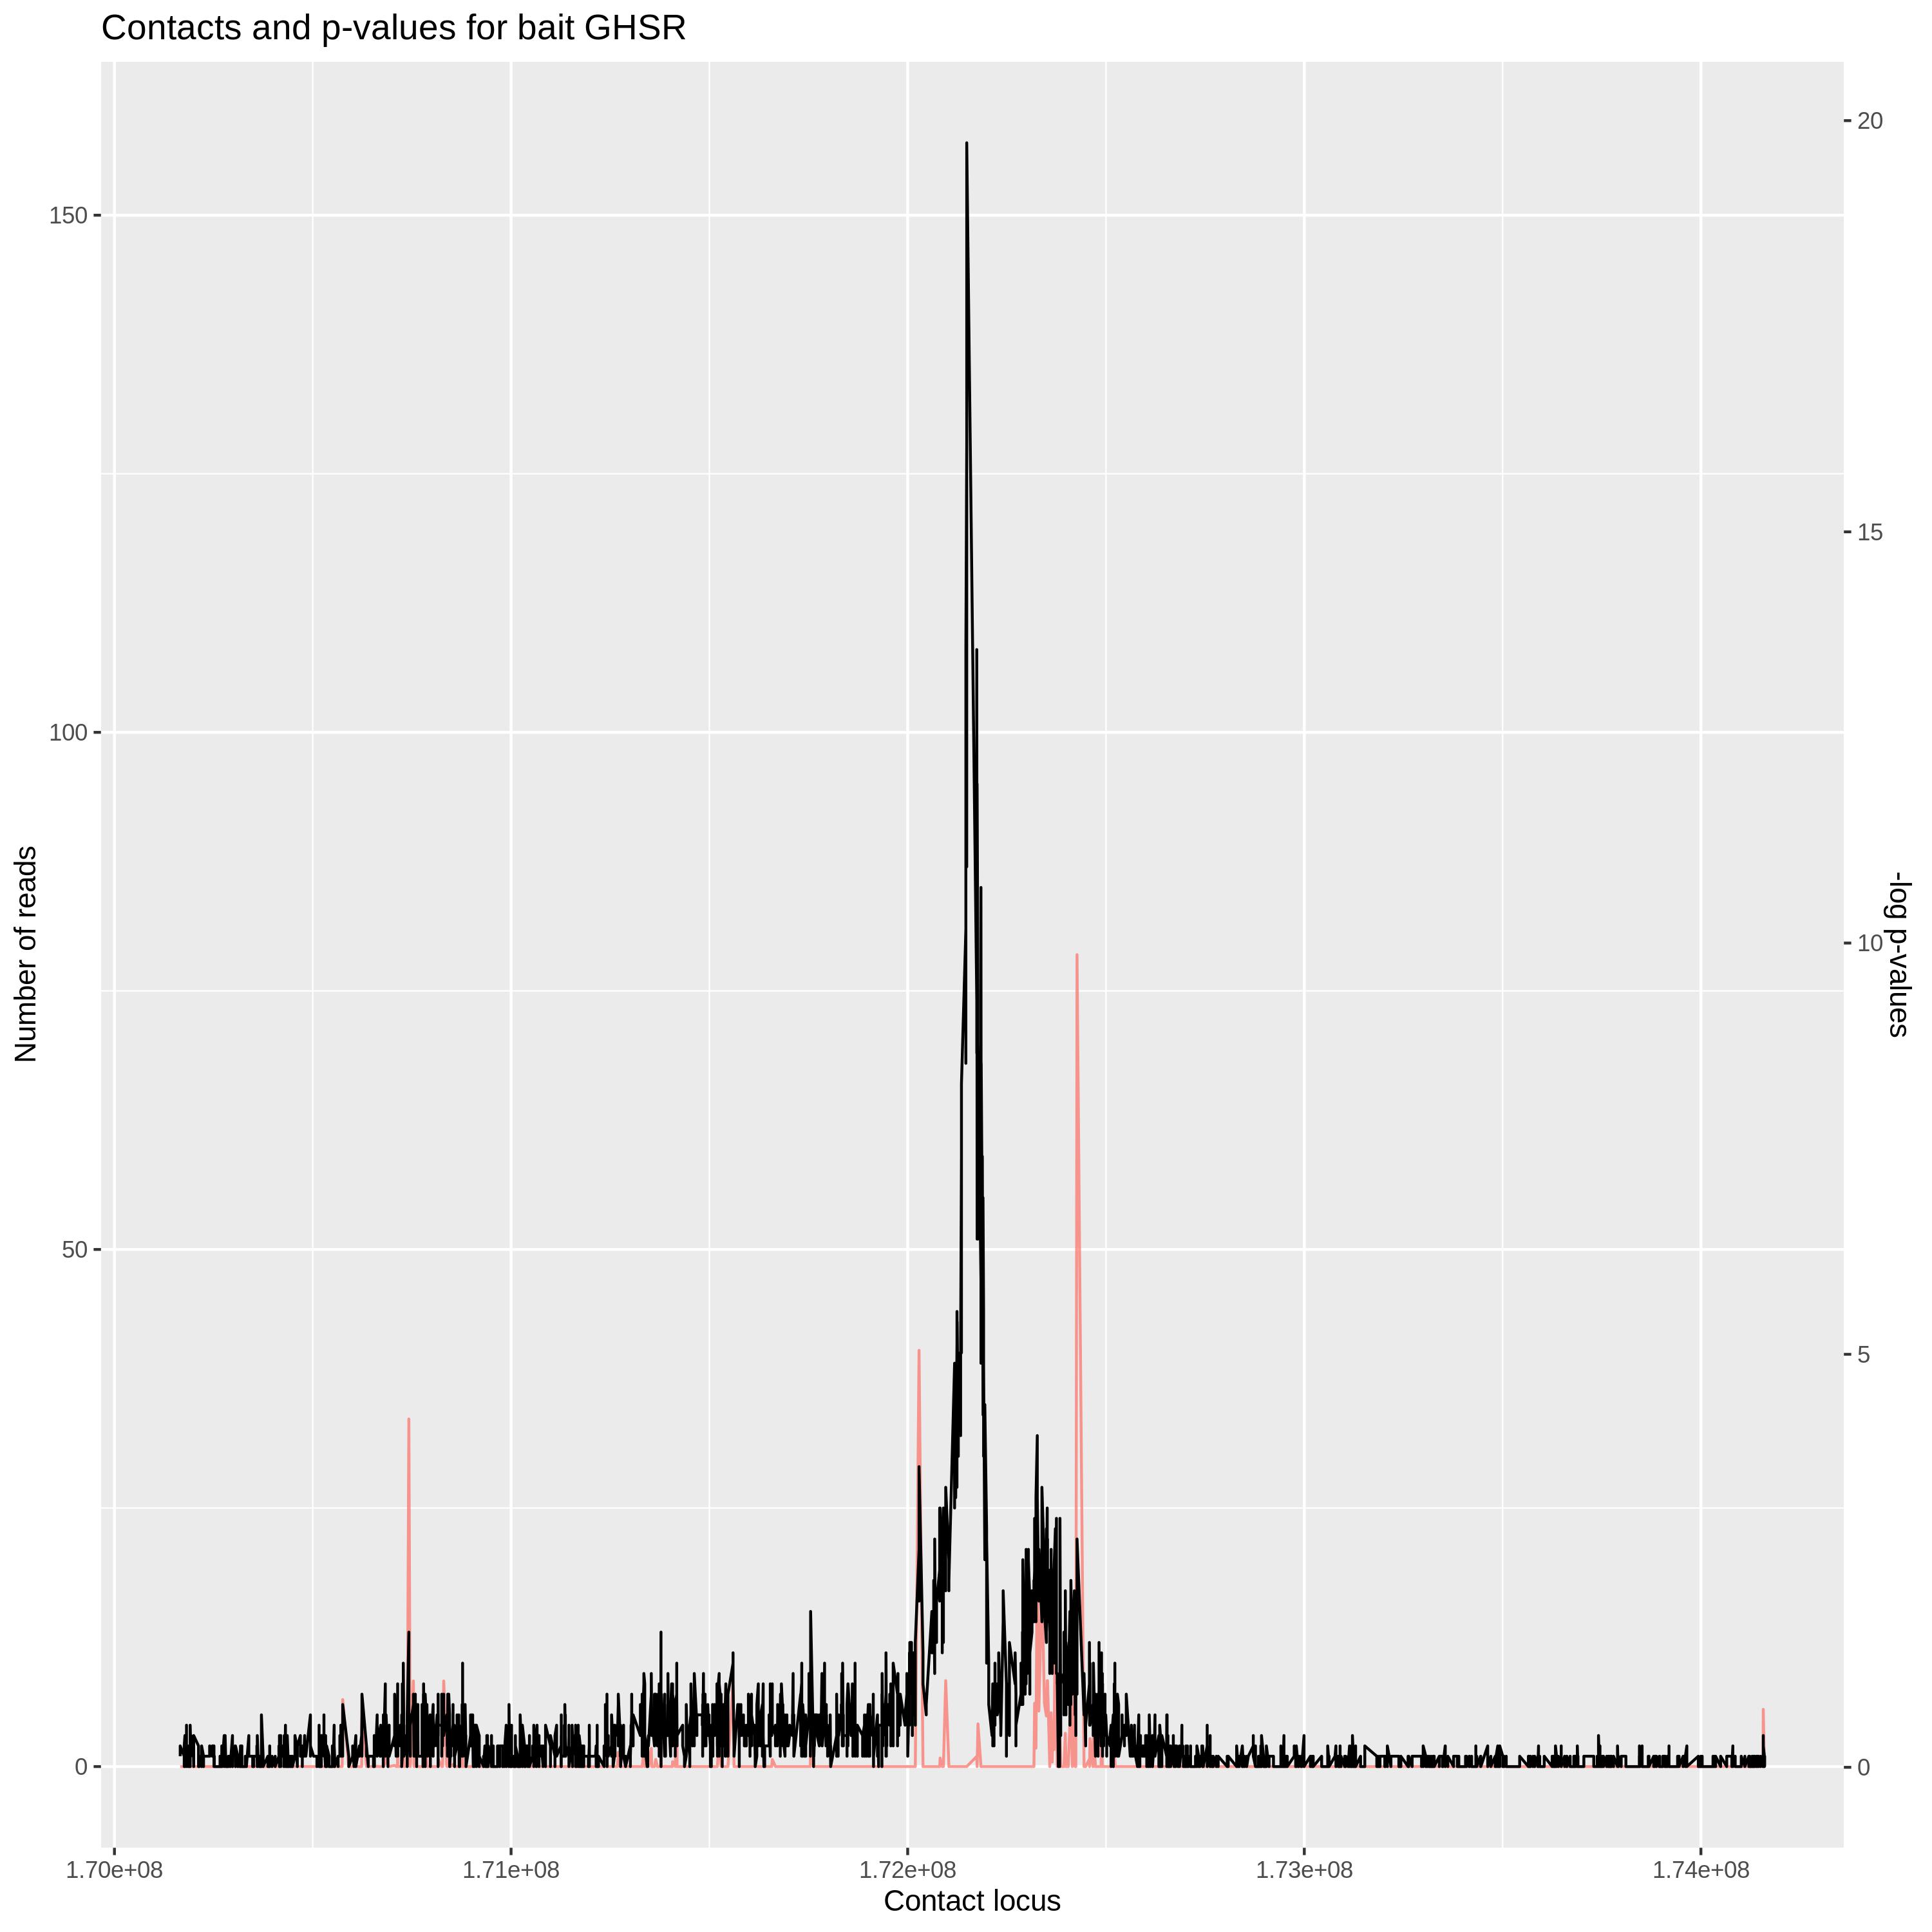 Contacts and p-values for bait GHSR
150
100
50
0
Number of reads
20
15
10
5
0
-log p-values
1.70e+08
1.71e+08
1.72e+08
1.73e+08
1.74e+08
Contact locus